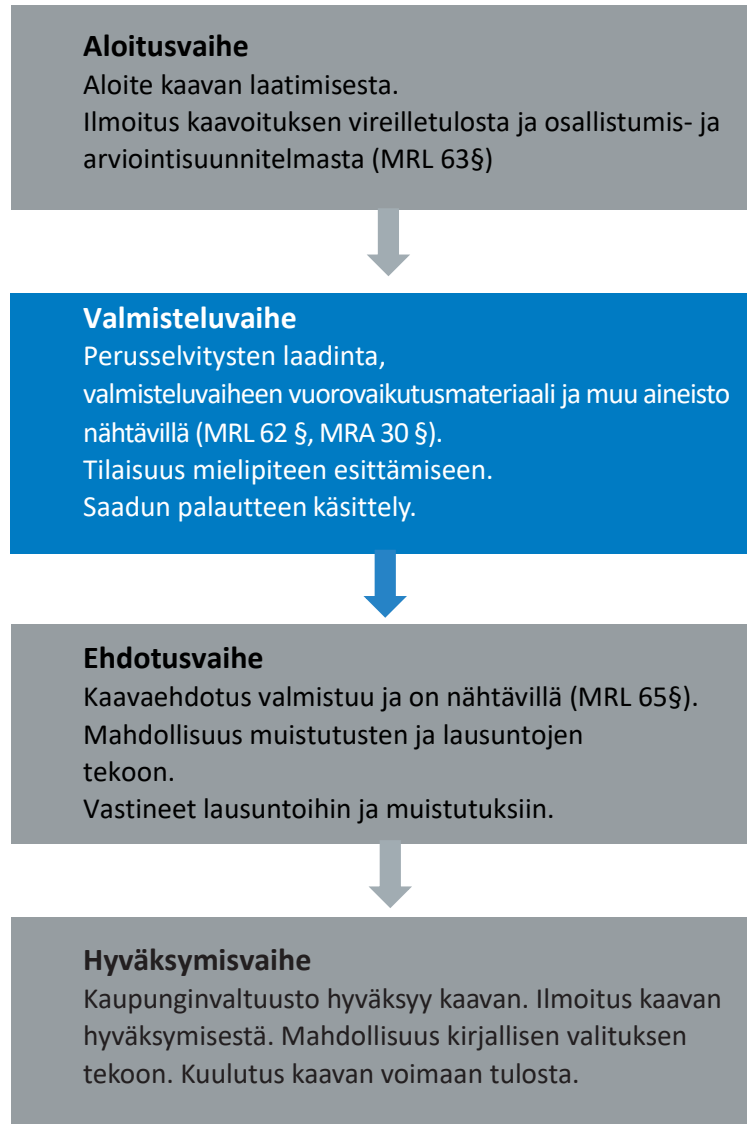 Aloitusvaihe
Aloite kaavan laatimisesta.
Ilmoitus kaavoituksen vireilletulosta ja osallistumis- ja
arviointisuunnitelmasta (MRL 63§)
Valmisteluvaihe
Perusselvitysten laadinta,
valmisteluvaiheen vuorovaikutusmateriaali ja muu aineisto
nähtävillä (MRL 62 §, MRA 30 §).
Tilaisuus mielipiteen esittämiseen.
Saadun palautteen käsittely.
Ehdotusvaihe
Kaavaehdotus valmistuu ja on nähtävillä (MRL 65§).
Mahdollisuus muistutusten ja lausuntojen
tekoon.
Vastineet lausuntoihin ja muistutuksiin.
Hyväksymisvaihe
Kaupunginvaltuusto hyväksyy kaavan. Ilmoitus kaavan
hyväksymisestä. Mahdollisuus kirjallisen valituksen
tekoon. Kuulutus kaavan voimaan tulosta.